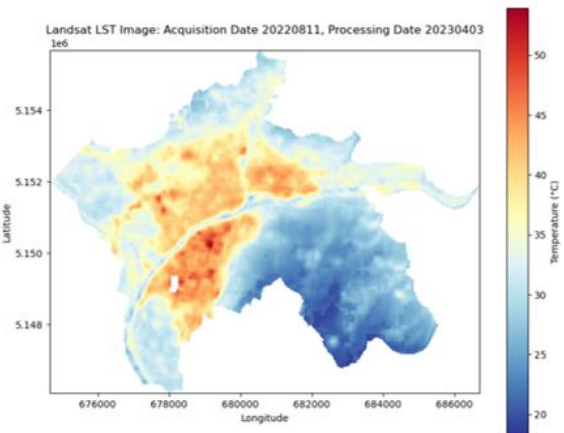 Landsat LST Image: Acquisition Date 20220811, Processing Date 20230403
1e6
5.154
5.152
5.150
5.148
Latitude
676000 678000 680000 682000 684000 686000
Longitude
50
45
40
35
30
25
20
Temperature (°C)